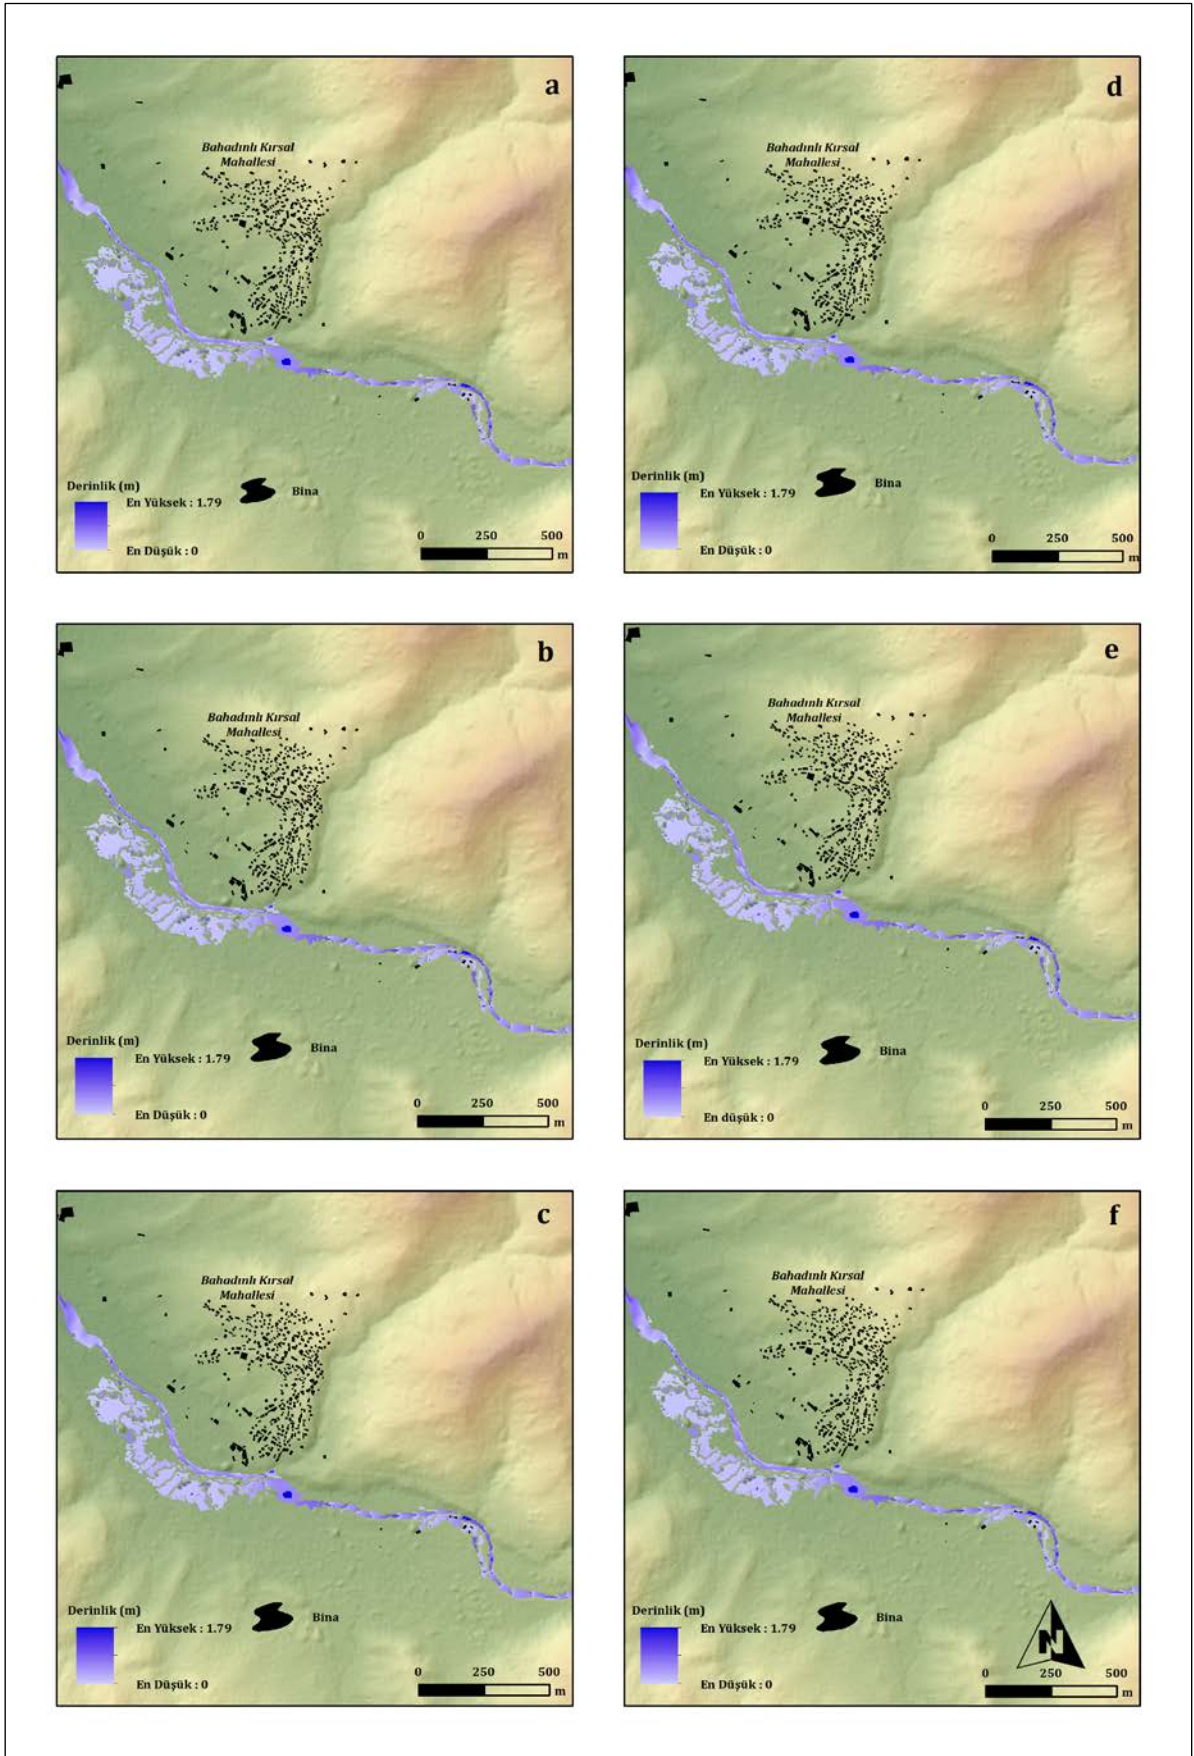 a
Bahadınlı Kırsal
Mahallesi
Derinlik (m)
En Yüksek : 1.79
Bina
En Düşük : 0
0 250 500
m
d
Bahadınlı Kırsal
Mahallesi
Derinlik (m)
En Yüksek : 1.79
Bina
En Düşük : 0
0 250 500
m
b
Bahadınlı Kırsal
Mahallesi
Derinlik (m)
En Yüksek : 1.79
Bina
En Düşük : 0
0 250 500
m
e
Bahadınlı Kırsal
Mahallesi
Derinlik (m)
En Yüksek : 1.79
Bina
En düşük : 0
0 250 500
m
c
Bahadınlı Kırsal
Mahallesi
Derinlik (m)
En Yüksek : 1.79
Bina
En Düşük : 0
0 250 500
m
f
Bahadınlı Kırsal
Mahallesi
Derinlik (m)
En Yüksek : 1.79
Bina
En Düşük : 0
N
0 250 500
m